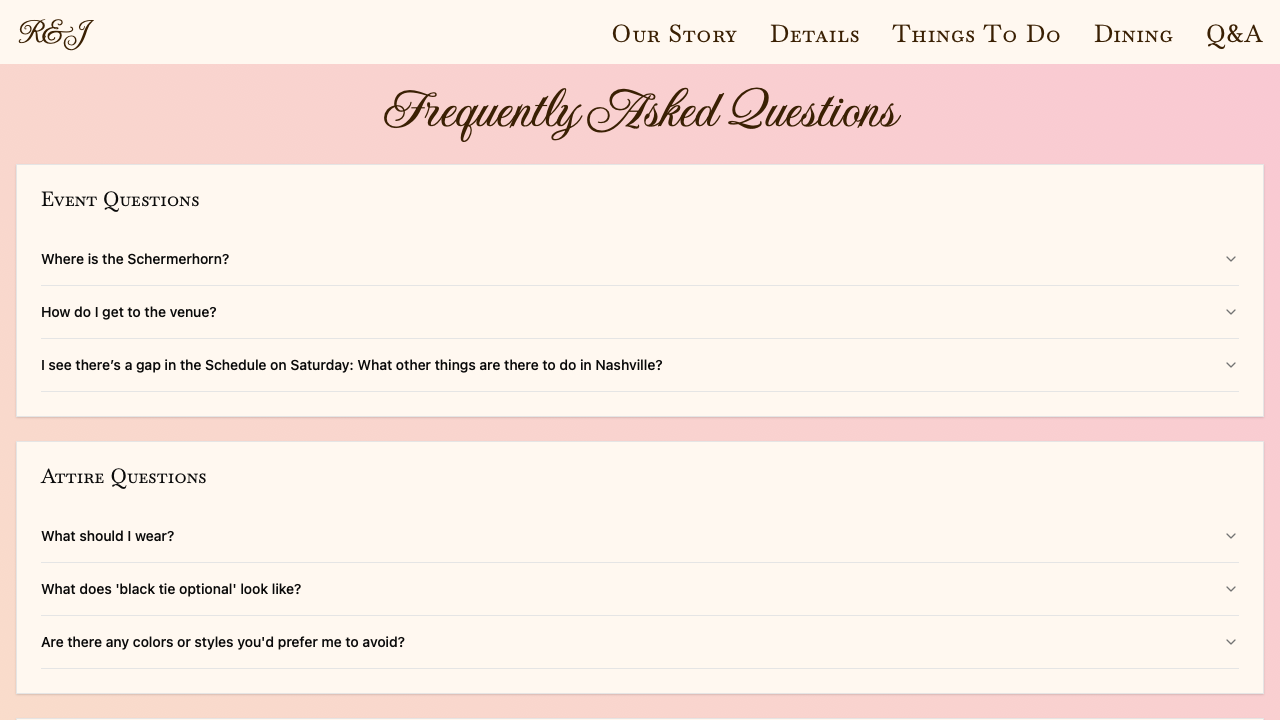 R&J
Our Story Details Things To Do Dining Q&A
Frequently Asked Questions
Event Questions
Where is the Schermerhorn?
How do I get to the venue?
I see there’s a gap in the Schedule on Saturday: What other things are there to do in Nashville?
Attire Questions
What should I wear?
What does 'black tie optional' look like?
Are there any colors or styles you'd prefer me to avoid?